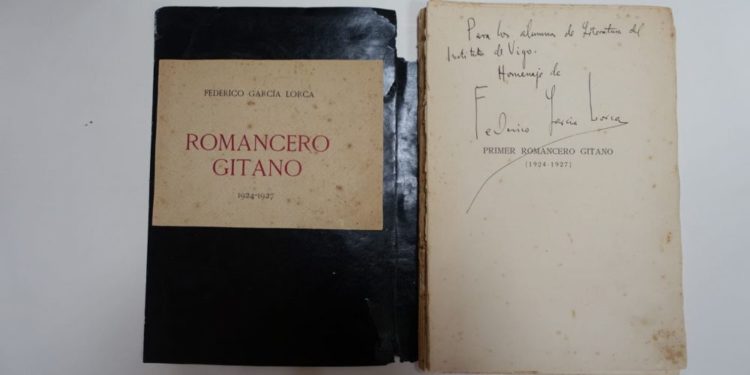 FEDERICO GARCÍA LORCA
ROMANCERO
GITANO
1924-1927
Para los alumnos de Literatura del
Instituto de Vigo.
Homenaje de
Federico García Lorca
PRIMER ROMANCERO GITANO
(1924-1927)